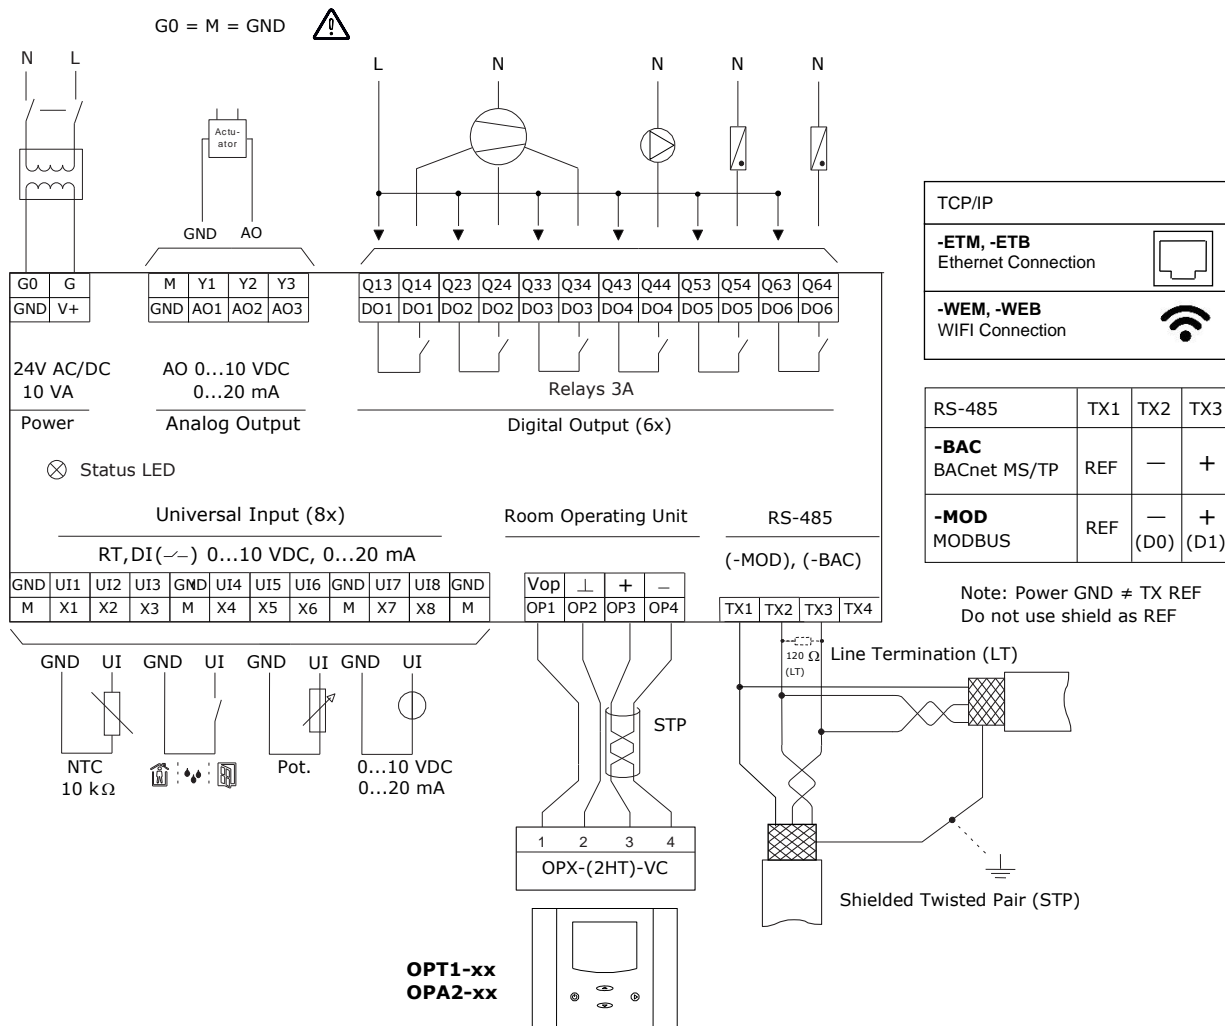 G0 = M = GND
N L
L N N N N
Actu-
ator
GND AO
G0 G
GND V+
M Y1 Y2 Y3
GND AO1 AO2 AO3
Q13 Q14 Q23 Q24 Q33 Q34 Q43 Q44 Q53 Q54 Q63 Q64
DO1 DO1 DO2 DO2 DO3 DO3 DO4 DO4 DO5 DO5 DO6 DO6
24V AC/DC
10 VA
Power
AO 0...10 VDC
0...20 mA
Analog Output
Relays 3A
Digital Output (6x)
Status LED
Universal Input (8x)
RT,DI( ) 0...10 VDC, 0...20 mA
GND UI1 UI2 UI3 GND UI4 UI5 UI6 GND UI7 UI8 GND
M X1 X2 X3 M X4 X5 X6 M X7 X8 M
Room Operating Unit
Vop ⊥ + –
OP1 OP2 OP3 OP4
RS-485
(-MOD), (-BAC)
TX1 TX2 TX3 TX4
GND UI GND UI GND UI GND UI
NTC
10 kΩ
Pot.
0...10 VDC
0...20 mA
STP
120 Ω
(LT)
Line Termination (LT)
1 2 3 4
OPX-(2HT)-VC
Shielded Twisted Pair (STP)
OPT1-xx
OPA2-xx
TCP/IP
-ETM, -ETB
Ethernet Connection
-WEM, -WEB
WIFI Connection
RS-485 TX1 TX2 TX3
-BAC
BACnet MS/TP REF — +
-MOD
MODBUS REF — +
(D0) (D1)
Note: Power GND ≠ TX REF
Do not use shield as REF